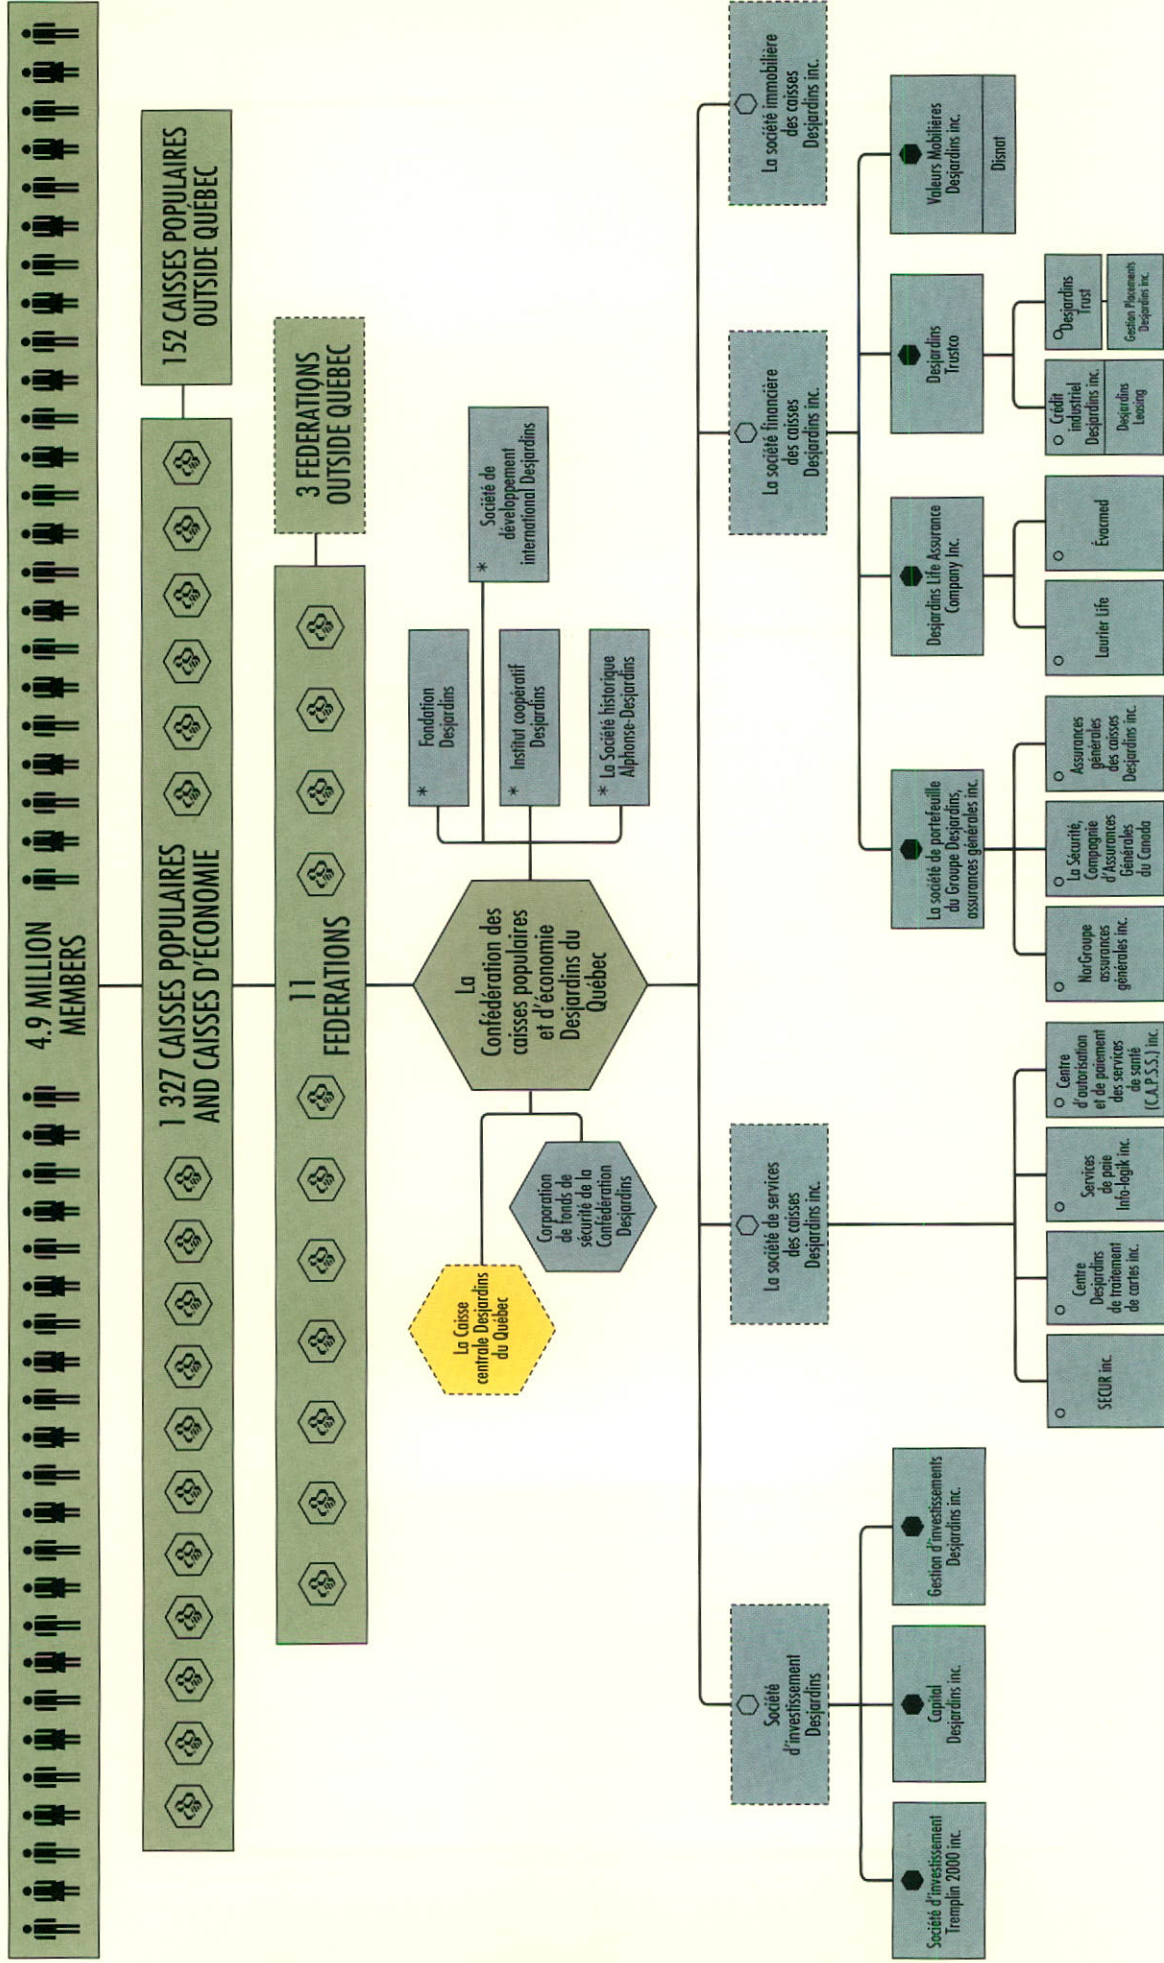 4.9 MILLION
MEMBERS
1 327 CAISSES POPULAIRES
AND CAISSES D'ÉCONOMIE
152 CAISSES POPULAIRES
OUTSIDE QUÉBEC
11
FEDERATIONS
3 FEDERATIONS
OUTSIDE QUÉBEC
La
Confédération des
caisses populaires
et d'économie
Desjardins du
Québec
La Caisse
centrale Desjardins
du Québec
Corporation
de fonds de
sécurité de la
Confédération
Desjardins
* Fondation
Desjardins
* Société de
développement
international Desjardins
* Institut coopératif
Desjardins
* La Société historique
Alphonse-Desjardins
Société
d'investissement
Desjardins
La société de services
des caisses
Desjardins inc.
La société financière
des caisses
Desjardins inc.
La société immobilière
des caisses
Desjardins inc.
Société d'investissement
Tremplin 2000 inc.
Capital
Desjardins inc.
Gestion d'investissements
Desjardins inc.
SECUR inc.
Centre
Desjardins
de traitement
de cartes inc.
Services
de paie
Info-logik inc.
Centre
d'autorisation
et de paiement
des services
de santé
(C.A.P.S.S.) inc.
La société de portefeuille
du Groupe Desjardins,
assurances générales inc.
NorGroupe
assurances
générales inc.
La Sécurité,
Compagnie
d'Assurances
Générales
du Canada
Assurances
générales
des caisses
Desjardins inc.
Desjardins Life Assurance
Company Inc.
Laurier Life
Évacmed
Desjardins
Trustco
Crédit
industriel
Desjardins inc.
Desjardins
Leasing
Desjardins
Trust
Gestion Placements
Desjardins inc.
Valeurs Mobilières
Desjardins inc.
Disnat